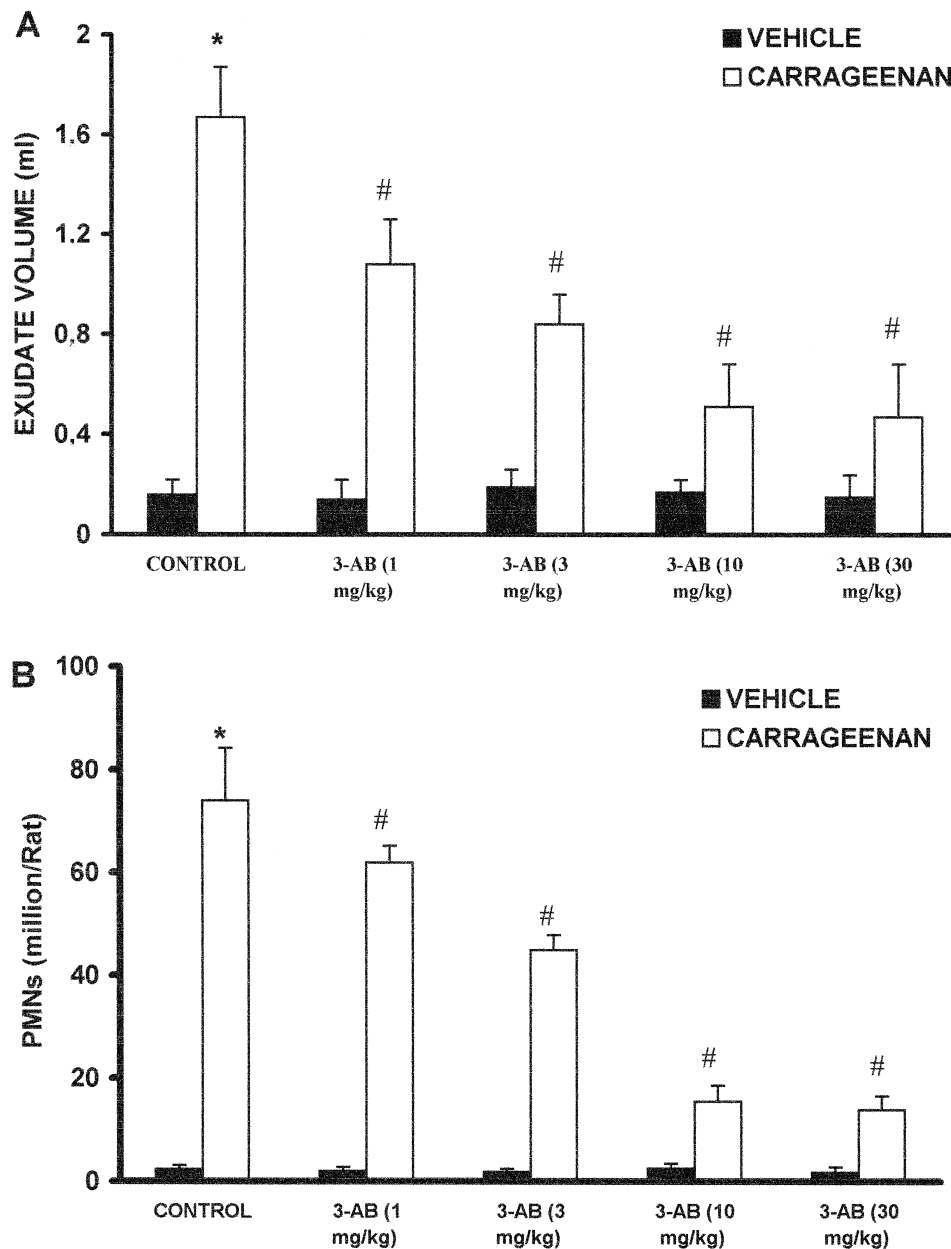 A
2
*
VEHICLE
CARRAGEENAN
1.6
#
1.2
#
0.8
#
#
0.4
0
EXUDATE VOLUME (ml)
CONTROL
3-AB (1
mg/kg)
3-AB (3
mg/kg)
3-AB (10
mg/kg)
3-AB (30
mg/kg)
B
100
VEHICLE
CARRAGEENAN
*
80
#
60
#
40
#
#
20
0
PMNs (million/Rat)
CONTROL
3-AB (1
mg/kg)
3-AB (3
mg/kg)
3-AB (10
mg/kg)
3-AB (30
mg/kg)